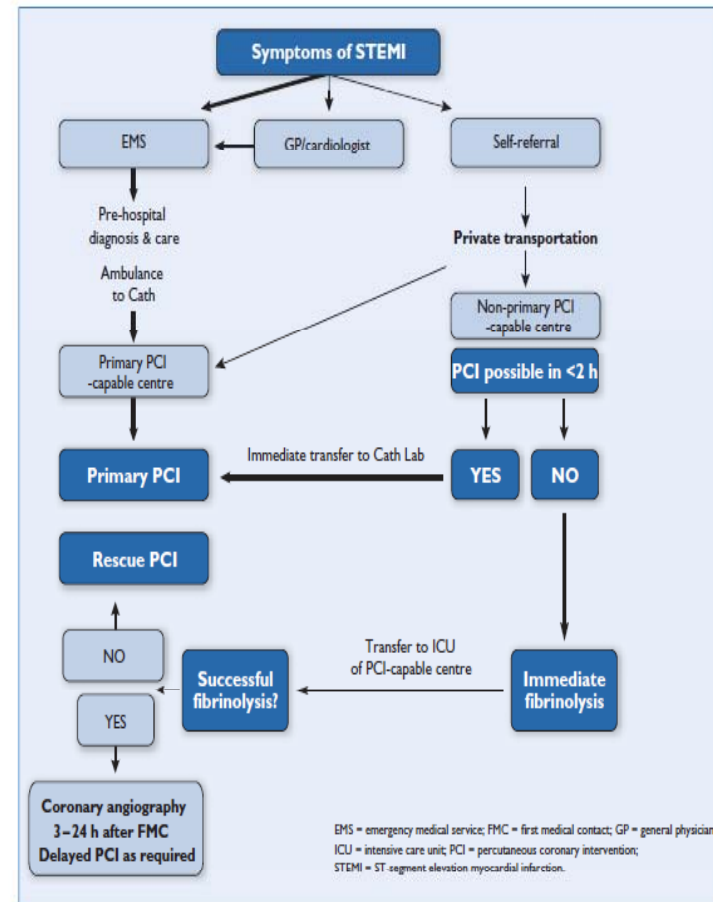 Symptoms of STEMI
EMS
GP/cardiologist
Self-referral
Pre-hospital
diagnosis & care
Private transportation
Ambulance
to Cath
Non-primary PCI
-capable centre
Primary PCI
-capable centre
PCI possible in <2 h
Immediate transfer to Cath Lab
Primary PCI
YES
NO
Rescue PCI
NO
Transfer to ICU
of PCI-capable centre
Successful
fibrinolysis?
Immediate
fibrinolysis
YES
Coronary angiography
3–24 h after FMC
Delayed PCI as required
EMS = emergency medical service; FMC = first medical contact; GP = general physician;
ICU = intensive care unit; PCI = percutaneous coronary intervention;
STEMI = ST-segment elevation myocardial infarction.